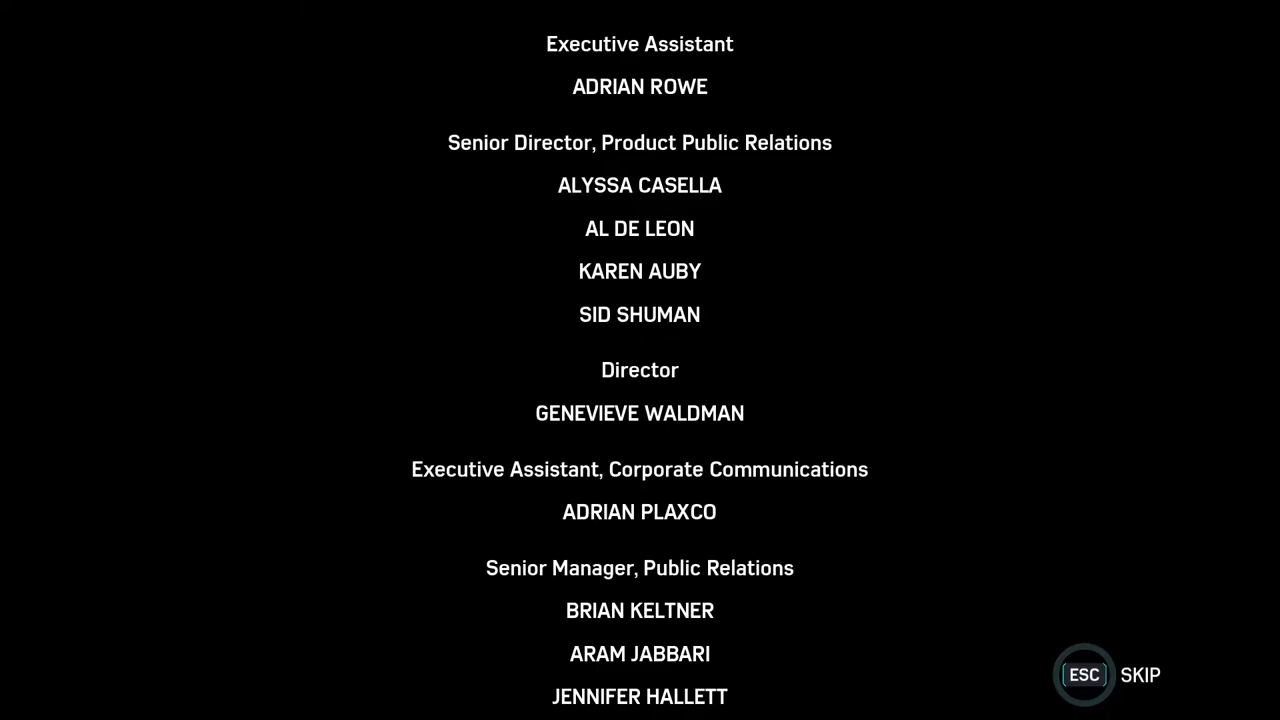 Executive Assistant
ADRIAN ROWE
Senior Director, Product Public Relations
ALYSSA CASELLA
AL DE LEON
KAREN AUBY
SID SHUMAN
Director
GENEVIEVE WALDMAN
Executive Assistant, Corporate Communications
ADRIAN PLAXCO
Senior Manager, Public Relations
BRIAN KELTNER
ARAM JABBARI
ESC SKIP
JENNIFER HALLETT